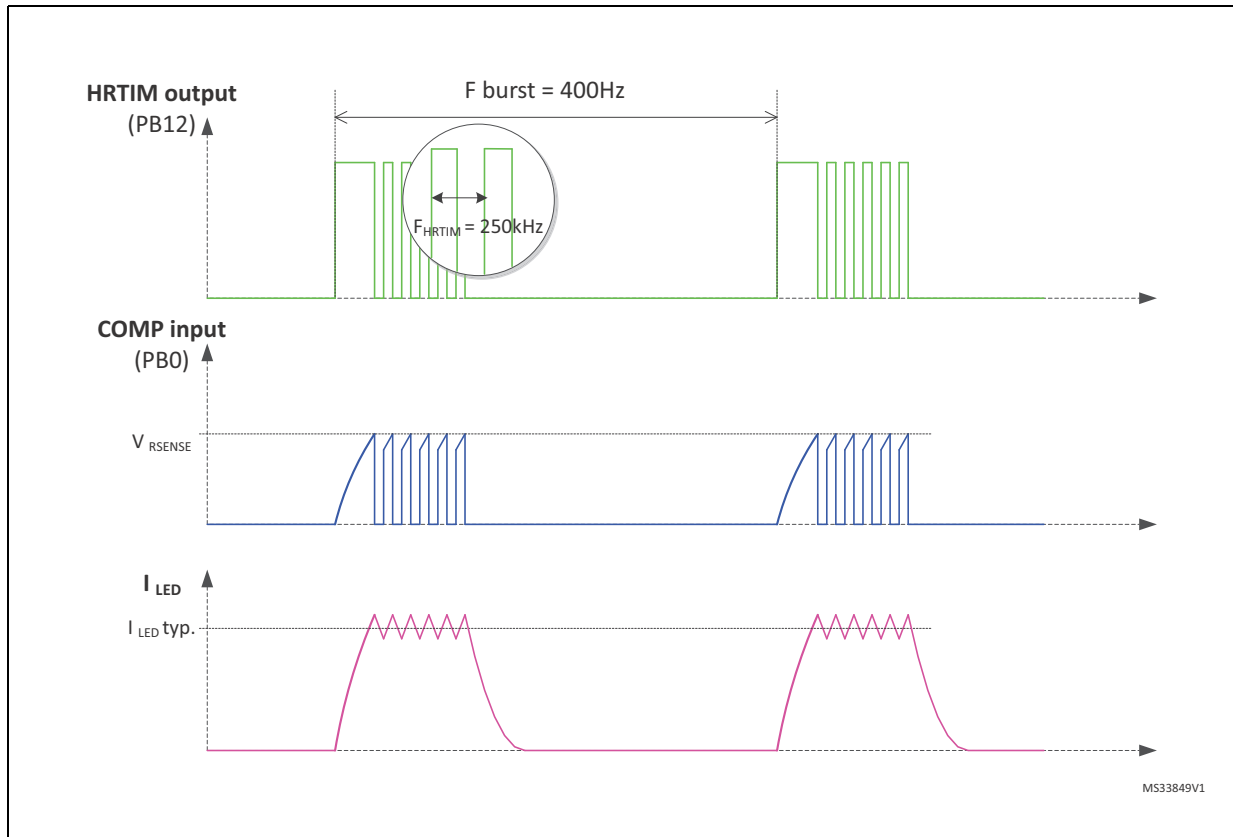 HRTIM output
(PB12)
F burst = 400Hz
FHRTIM = 250kHz
COMP input
(PB0)
V RSENSE
I LED
I LED typ.
MS33849V1